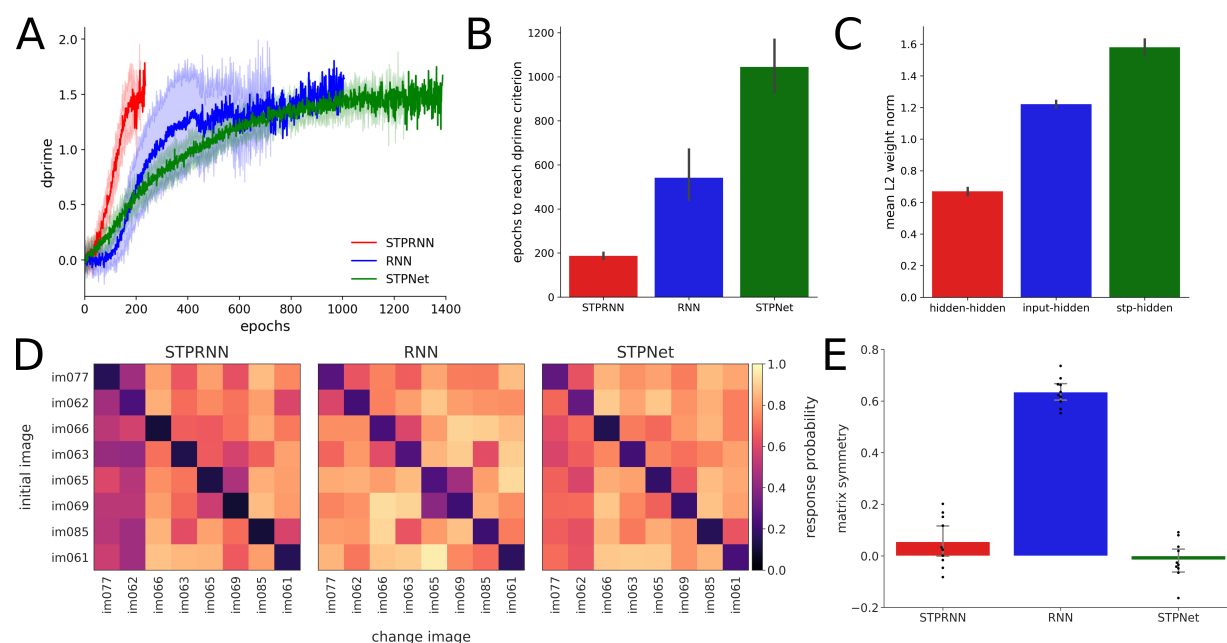 A
dprime
2.0
1.5
1.0
0.5
0.0
0 200 400 600 800 1000 1200 1400
epochs
STPRNN
RNN
STPNet
B
epochs to reach dprime criterion
1200
1000
800
600
400
200
0
STPRNN RNN STPNet
C
mean L2 weight norm
1.6
1.4
1.2
1.0
0.8
0.6
0.4
0.2
0.0
hidden-hidden input-hidden stp-hidden
D
STPRNN RNN STPNet
initial image
im077
im062
im066
im063
im065
im069
im085
im061
im077 im062 im066 im063 im065 im069 im085 im061
im077 im062 im066 im063 im065 im069 im085 im061
im077 im062 im066 im063 im065 im069 im085 im061
change image
response probability
1.0
0.8
0.6
0.4
0.2
0.0
E
matrix symmetry
0.8
0.6
0.4
0.2
0.0
−0.2
STPRNN RNN STPNet